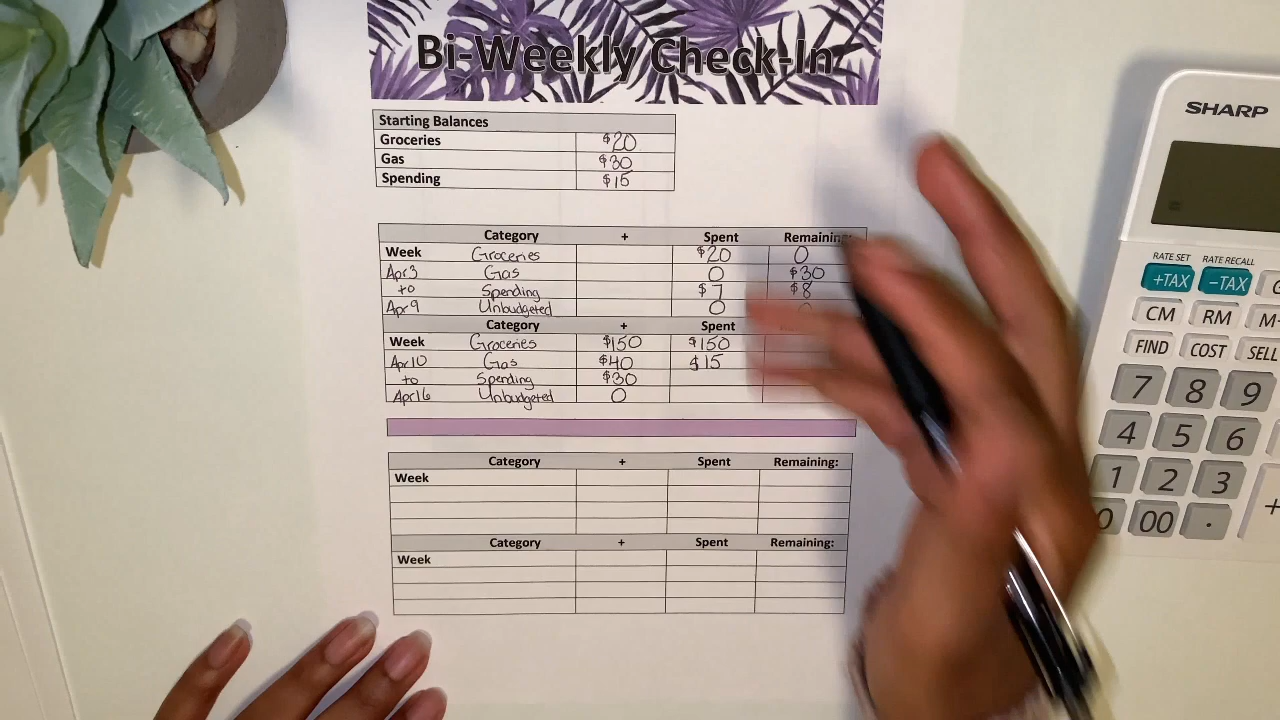 Bi-Weekly Check-In
Starting Balances
Groceries $20
Gas $30
Spending $15
Category + Spent Remaining:
Week Groceries $20 0
Apr 3 Gas 0 $30
to Spending $7 $8
Apr 9 Unbudgeted 0 0
Category + Spent
Week Groceries $150 $150
Apr 10 Gas $40 $15
to Spending $30
Apr 16 Unbudgeted 0
Category + Spent Remaining:
Week
Category + Spent Remaining:
Week
SHARP
RATE SET RATE RECALL
+TAX -TAX
CM RM M-
FIND COST SELL
7 8 9
4 5 6
1 2 3
0 00 . +